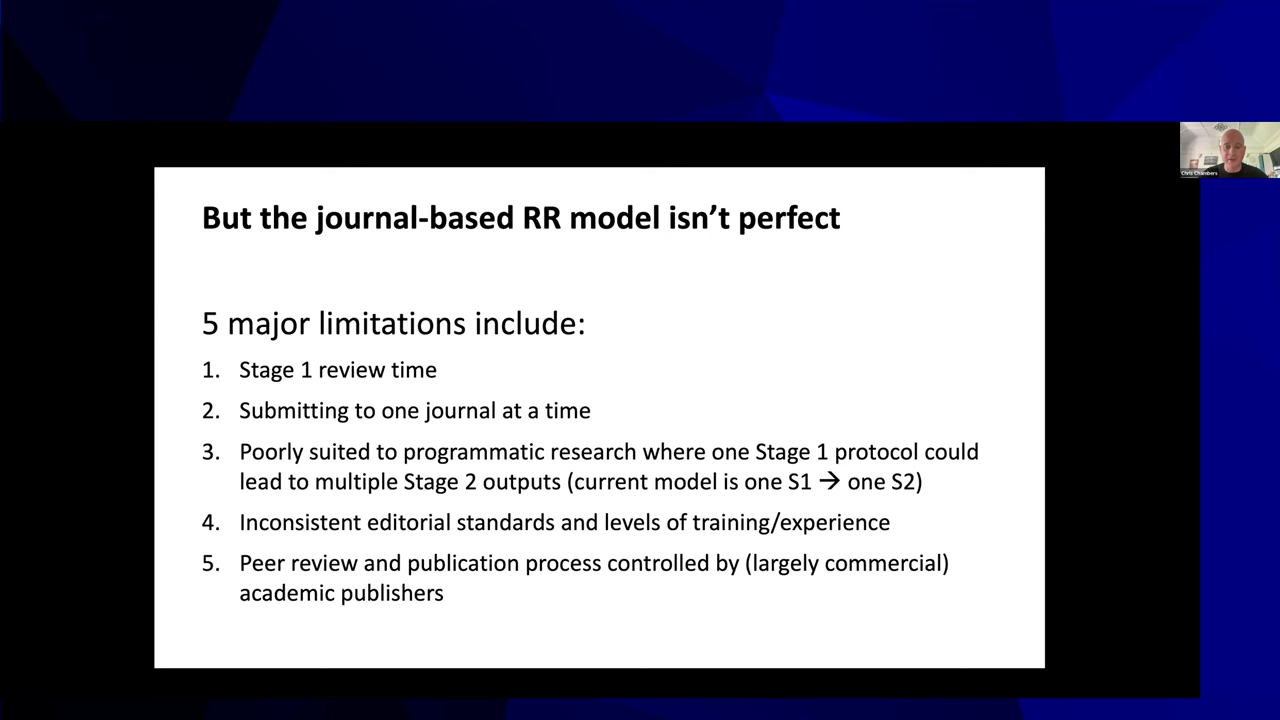 But the journal-based RR model isn’t perfect
5 major limitations include:
1. Stage 1 review time
2. Submitting to one journal at a time
3. Poorly suited to programmatic research where one Stage 1 protocol could
lead to multiple Stage 2 outputs (current model is one S1 → one S2)
4. Inconsistent editorial standards and levels of training/experience
5. Peer review and publication process controlled by (largely commercial)
academic publishers
Chris Chambers